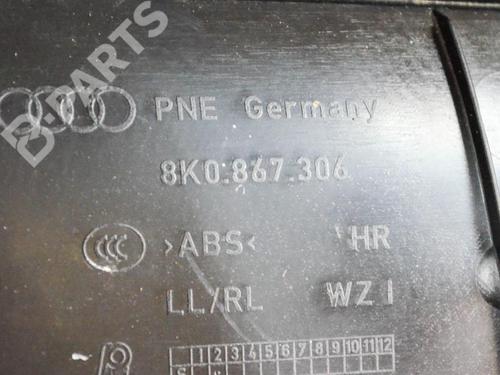 B-PARTS
PNE Germany
8K0.867.306
CCC
>ABS< HR
LL/RL WZ I
1 2 3 4 5 6 7 8 9 10 11 12